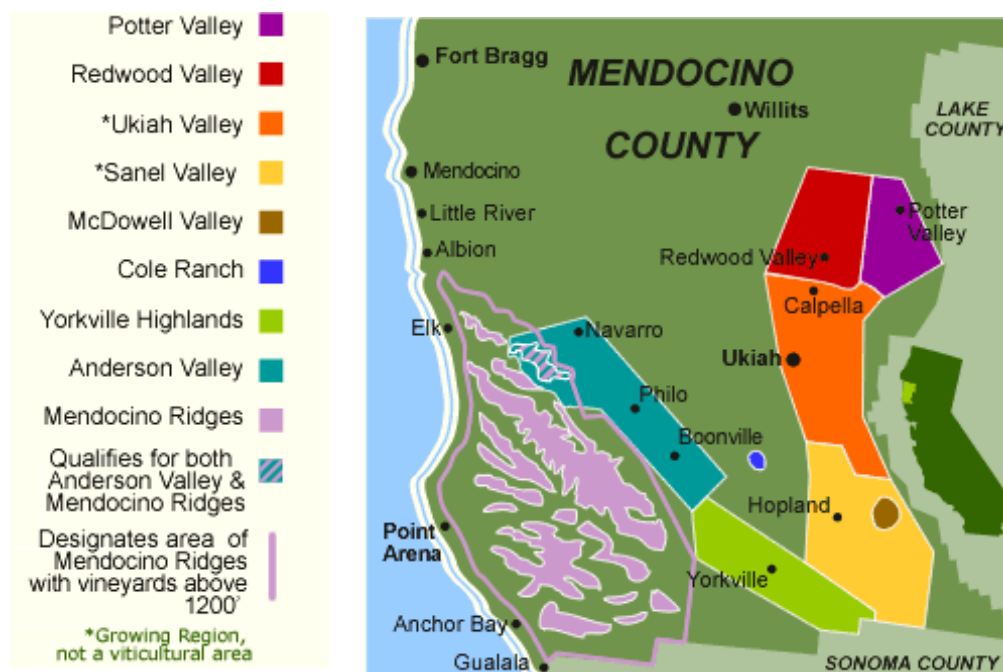 Potter Valley
Redwood Valley
*Ukiah Valley
*Sanel Valley
McDowell Valley
Cole Ranch
Yorkville Highlands
Anderson Valley
Mendocino Ridges
Qualifies for both
Anderson Valley &
Mendocino Ridges
Designates area of
Mendocino Ridges
with vineyards above
1200'
*Growing Region,
not a viticultural area
Fort Bragg
MENDOCINO
COUNTY
Willits
LAKE
COUNTY
Mendocino
Little River
Albion
Potter
Valley
Redwood Valley
Calpella
Elk
Navarro
Ukiah
Philo
Boonville
Hopland
Point
Arena
Yorkville
Anchor Bay
Gualala
SONOMA COUNTY